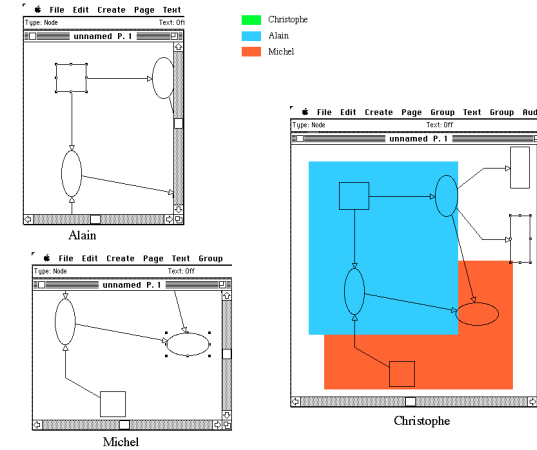 File Edit Create Page Text
Type: Node Text: Off
unnamed P. 1
Alain
Christophe
Alain
Michel
File Edit Create Page Text Group
Type: Node Text: Off
unnamed P. 1
Michel
File Edit Create Page Group Text Group Aud
Type: Node Text: Off
unnamed P. 1
Christophe